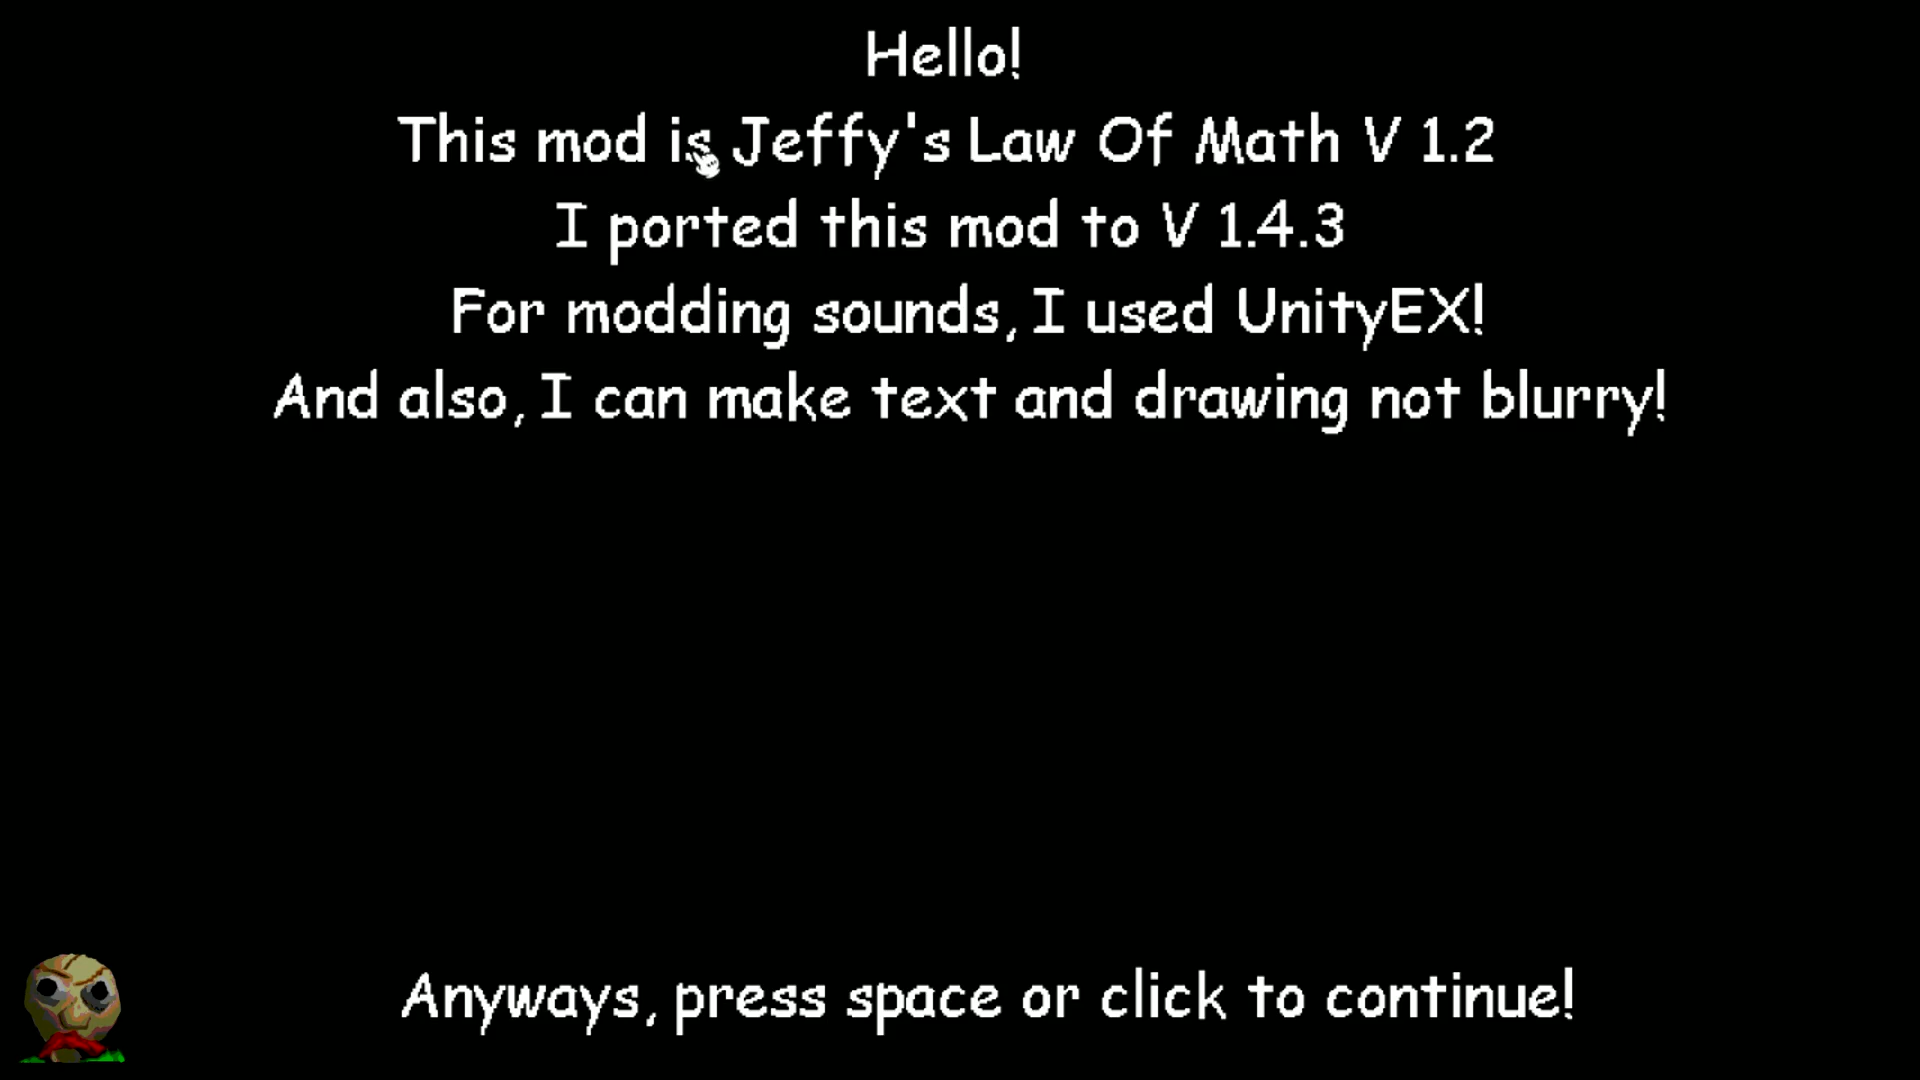 Hello!
This mod is Jeffy's Law Of Math V 1.2
I ported this mod to V 1.4.3
For modding sounds, I used UnityEX!
And also, I can make text and drawing not blurry!
Anyways, press space or click to continue!